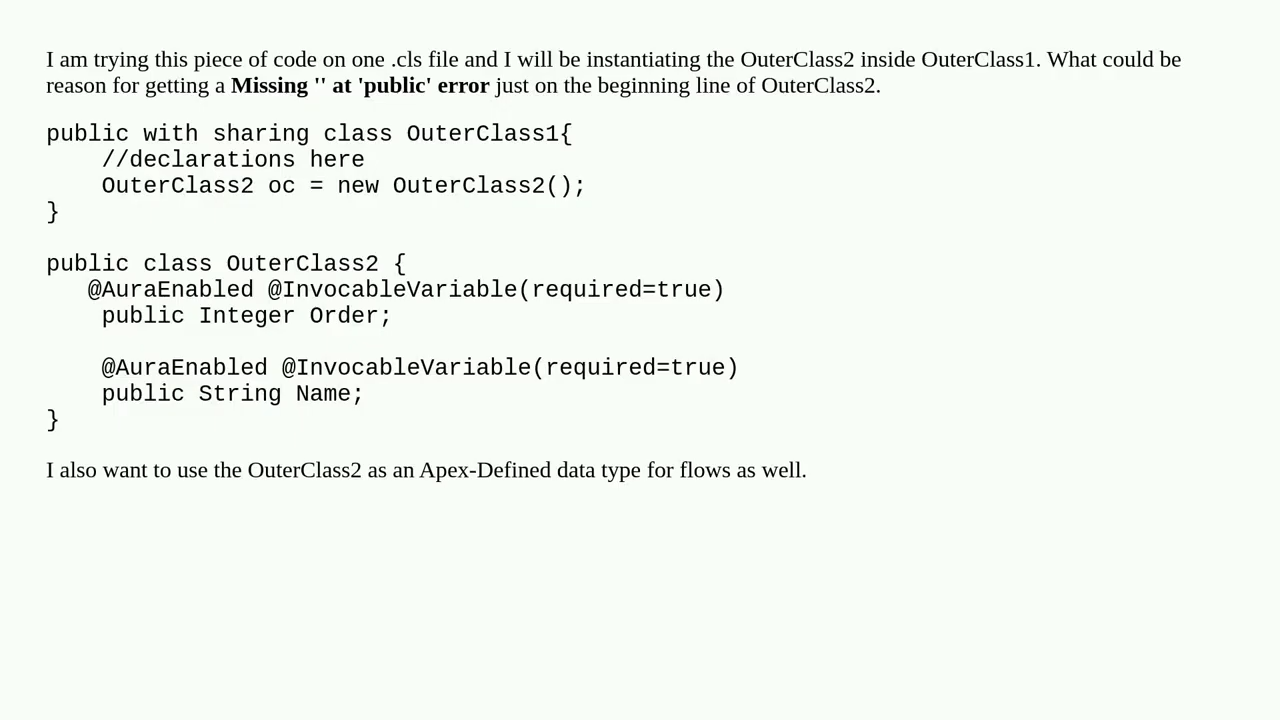 I am trying this piece of code on one .cls file and I will be instantiating the OuterClass2 inside OuterClass1. What could be
reason for getting a Missing '' at 'public' error just on the beginning line of OuterClass2.
public with sharing class OuterClass1{
    //declarations here
    OuterClass2 oc = new OuterClass2();
}
public class OuterClass2 {
   @AuraEnabled @InvocableVariable(required=true)
    public Integer Order;
    @AuraEnabled @InvocableVariable(required=true)
    public String Name;
}
I also want to use the OuterClass2 as an Apex-Defined data type for flows as well.